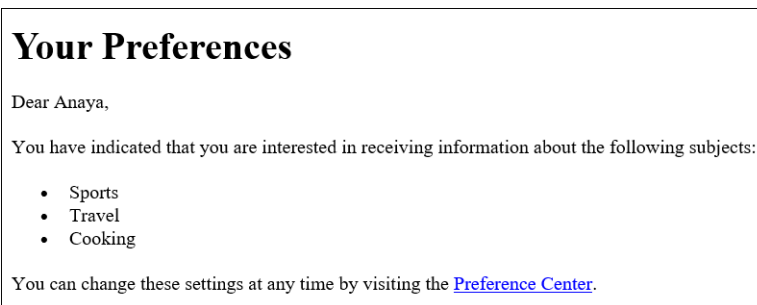 Your Preferences
Dear Anaya,
You have indicated that you are interested in receiving information about the following subjects:
• Sports
• Travel
• Cooking
You can change these settings at any time by visiting the Preference Center.